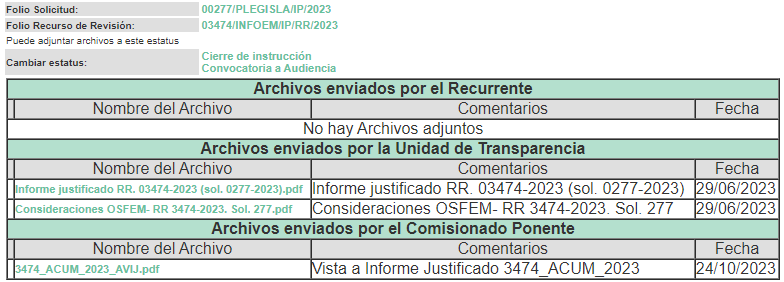 Folio Solicitud: 00277/PLEGISLA/IP/2023
Folio Recurso de Revisión: 03474/INFOEM/IP/RR/2023
Puede adjuntar archivos a este estatus
Cambiar estatus: Cierre de instrucción
Convocatoria a Audiencia
Archivos enviados por el Recurrente
Nombre del Archivo Comentarios Fecha
No hay Archivos adjuntos
Archivos enviados por la Unidad de Transparencia
Nombre del Archivo Comentarios Fecha
Informe justificado RR. 03474-2023 (sol. 0277-2023).pdf Informe justificado RR. 03474-2023 (sol. 0277-2023) 29/06/2023
Consideraciones OSFEM- RR 3474-2023. Sol. 277.pdf Consideraciones OSFEM- RR 3474-2023. Sol. 277 29/06/2023
Archivos enviados por el Comisionado Ponente
Nombre del Archivo Comentarios Fecha
3474_ACUM_2023_AVIJ.pdf Vista a Informe Justificado 3474_ACUM_2023 24/10/2023